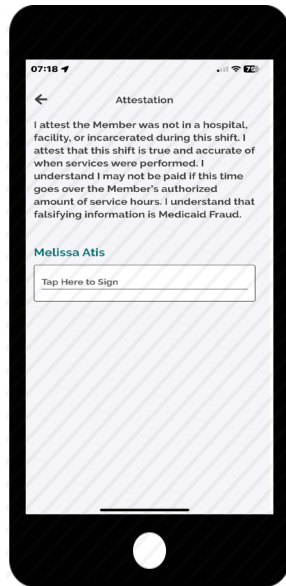 07:18
72
Attestation
I attest the Member was not in a hospital,
facility, or incarcerated during this shift. I
attest that this shift is true and accurate of
when services were performed. I
understand I may not be paid if this time
goes over the Member's authorized
amount of service hours. I understand that
falsifying information is Medicaid Fraud.
Melissa Atis
Tap Here to Sign